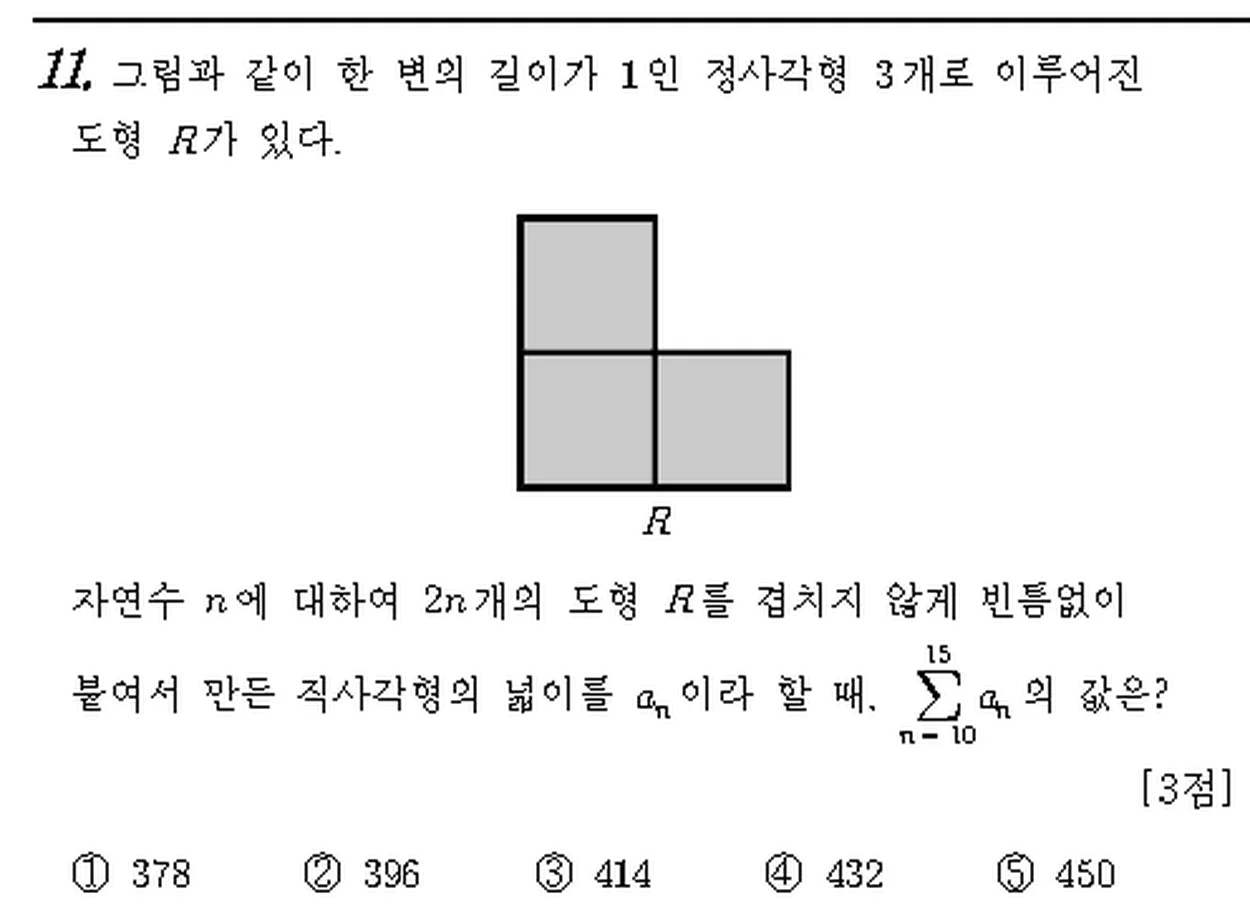 11. 그림과 같이 한 변의 길이가 1인 정사각형 3개로 이루어진
도형 R가 있다.
R
자연수 n에 대하여 2n개의 도형 R를 겹치지 않게 빈틈없이
붙여서 만든 직사각형의 넓이를 aₙ이라 할 때, ∑ₙ₌₁₀¹⁵ aₙ의 값은?
[3점]
① 378 ② 396 ③ 414 ④ 432 ⑤ 450